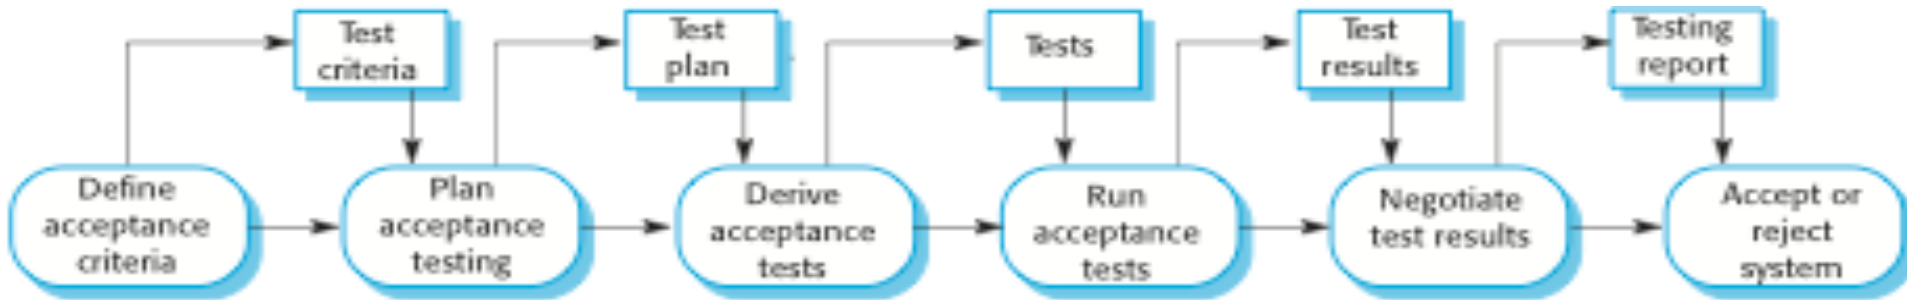 Test
criteria
Test
plan
Tests
Test
results
Testing
report
Define
acceptance
criteria
Plan
acceptance
testing
Derive
acceptance
tests
Run
acceptance
tests
Negotiate
test results
Accept or
reject
system